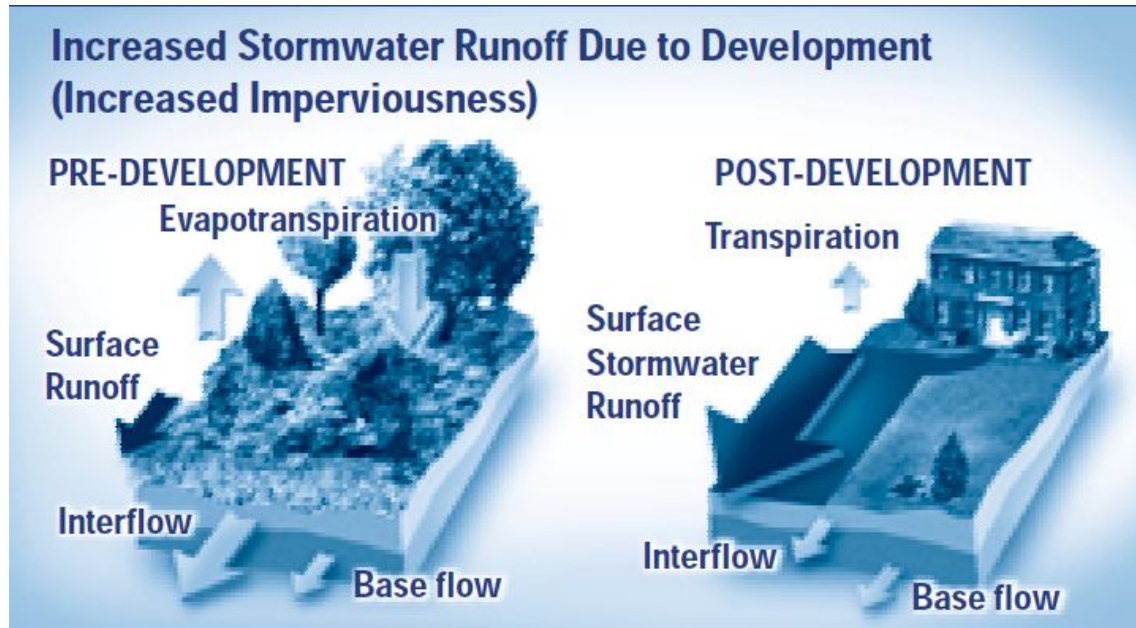 Increased Stormwater Runoff Due to Development
(Increased Imperviousness)
PRE-DEVELOPMENT
Evapotranspiration
Surface
Runoff
Interflow
Base flow
POST-DEVELOPMENT
Transpiration
Surface
Stormwater
Runoff
Interflow
Base flow